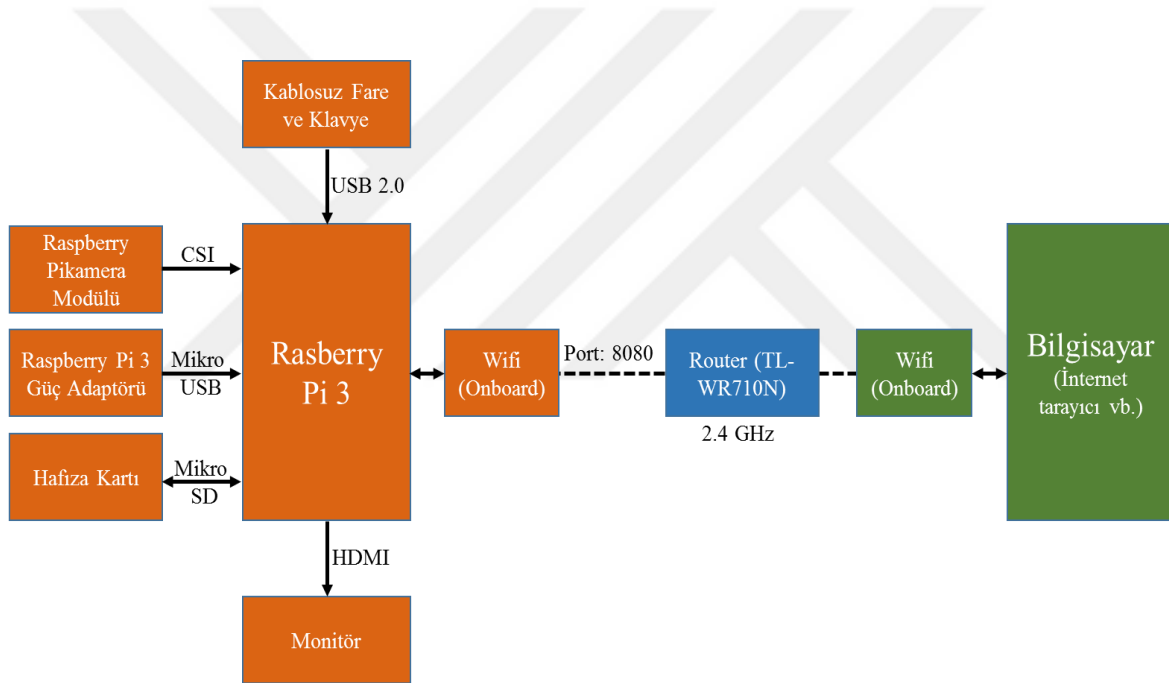 Kablosuz Fare
ve Klavye
USB 2.0
Raspberry
Pikamera
Modülü
CSI
Raspberry Pi 3
Güç Adaptörü
Mikro
USB
Hafıza Kartı
Mikro
SD
Rasberry
Pi 3
HDMI
Monitör
Wifi
(Onboard)
Port: 8080
Router (TL-
WR710N)
2.4 GHz
Wifi
(Onboard)
Bilgisayar
(İnternet
tarayıcı vb.)